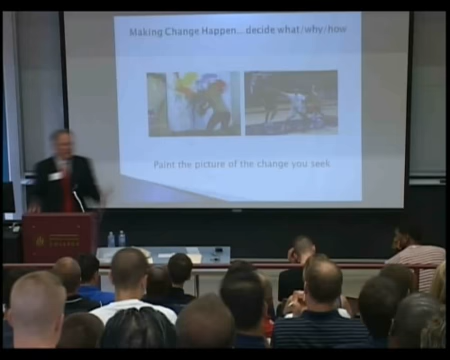 Making Change Happen... decide what/why/how
Paint the picture of the change you seek